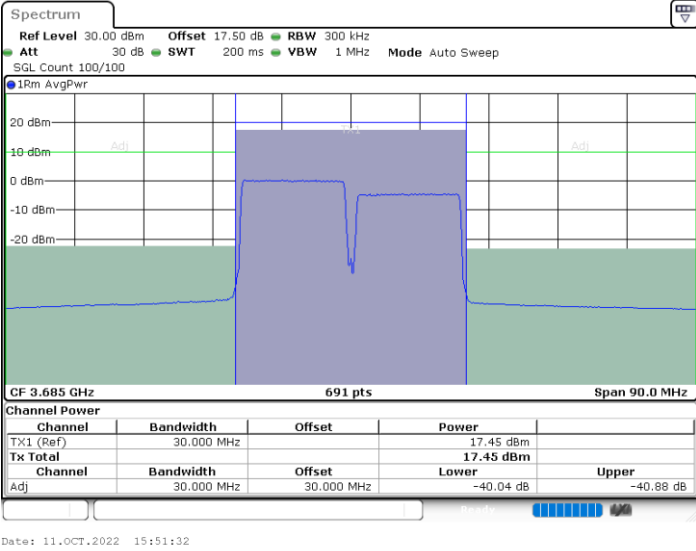 Spectrum
Ref Level 30.00 dBm Offset 17.50 dB RBW 300 kHz
Att 30 dB SWT 200 ms VBW 1 MHz Mode Auto Sweep
SGL Count 100/100
1Rm AvgPwr
20 dBm
TX1
Adj Adj
10 dBm
0 dBm
-10 dBm
-20 dBm
CF 3.685 GHz 691 pts Span 90.0 MHz
Channel Power
Channel Bandwidth Offset Power
TX1 (Ref) 30.000 MHz 17.45 dBm
Tx Total 17.45 dBm
Channel Bandwidth Offset Lower Upper
Adj 30.000 MHz 30.000 MHz -40.04 dB -40.88 dB
Ready
Date: 11.OCT.2022 15:51:32